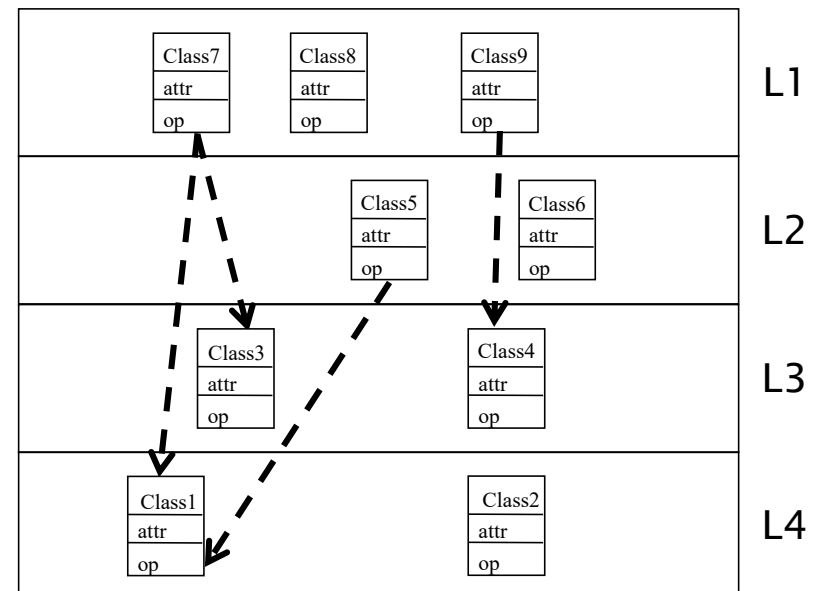 Class7
attr
op
Class8
attr
op
Class9
attr
op
L1
Class5
attr
op
Class6
attr
op
L2
Class3
attr
op
Class4
attr
op
L3
Class1
attr
op
Class2
attr
op
L4